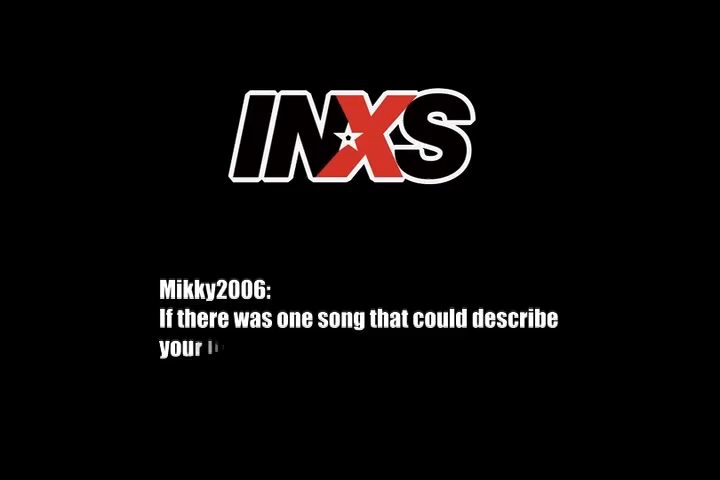 INXS
Mikky2006:
If there was one song that could describe
your